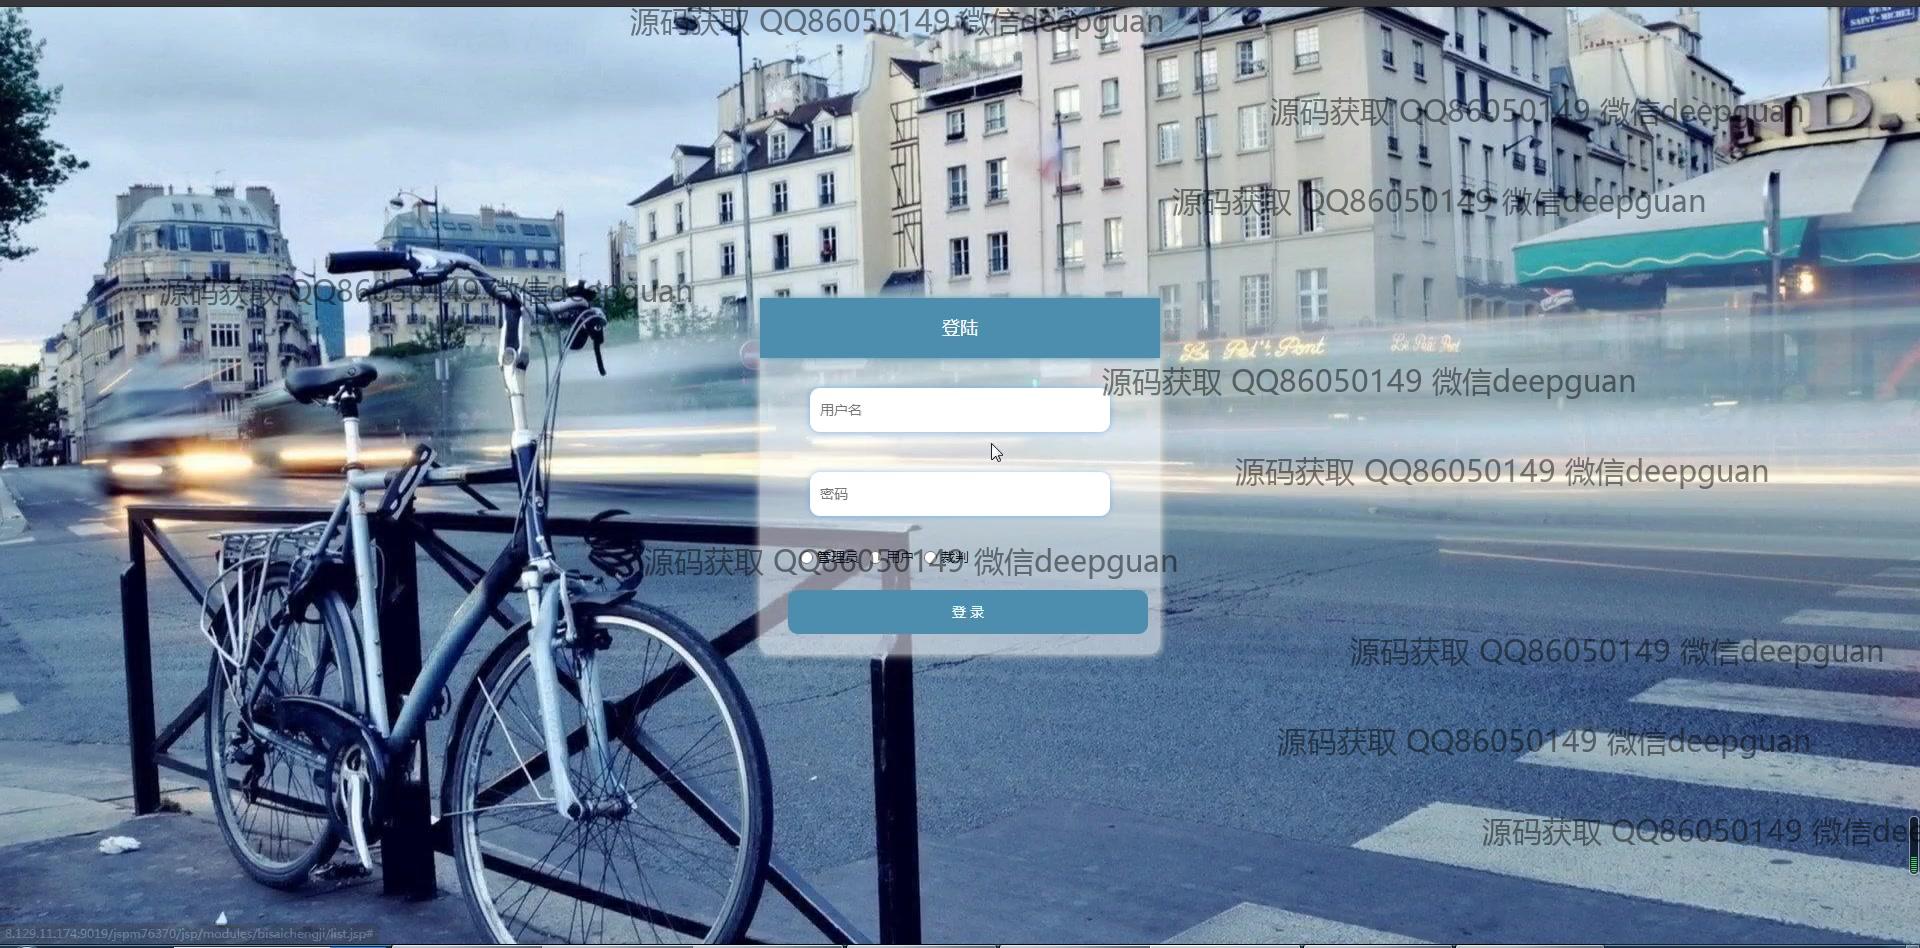 源码获取 QQ86050149 微信deepguan
QUAI
SAINT-MICHEL
源码获取 QQ86050149 微信deepguan
D.
源码获取 QQ86050149 微信deepguan
源码获取 QQ86050149 微信deepguan
登陆
Le Petit Pont
源码获取 QQ86050149 微信deepguan
用户名
源码获取 QQ86050149 微信deepguan
密码
管理员 用户 裁判
源码获取 QQ86050149 微信deepguan
登 录
源码获取 QQ86050149 微信deepguan
源码获取 QQ86050149 微信deepguan
源码获取 QQ86050149 微信dee
8.129.11.174:9019/jspm76370/jsp/modules/bisaichengji/list.jsp#